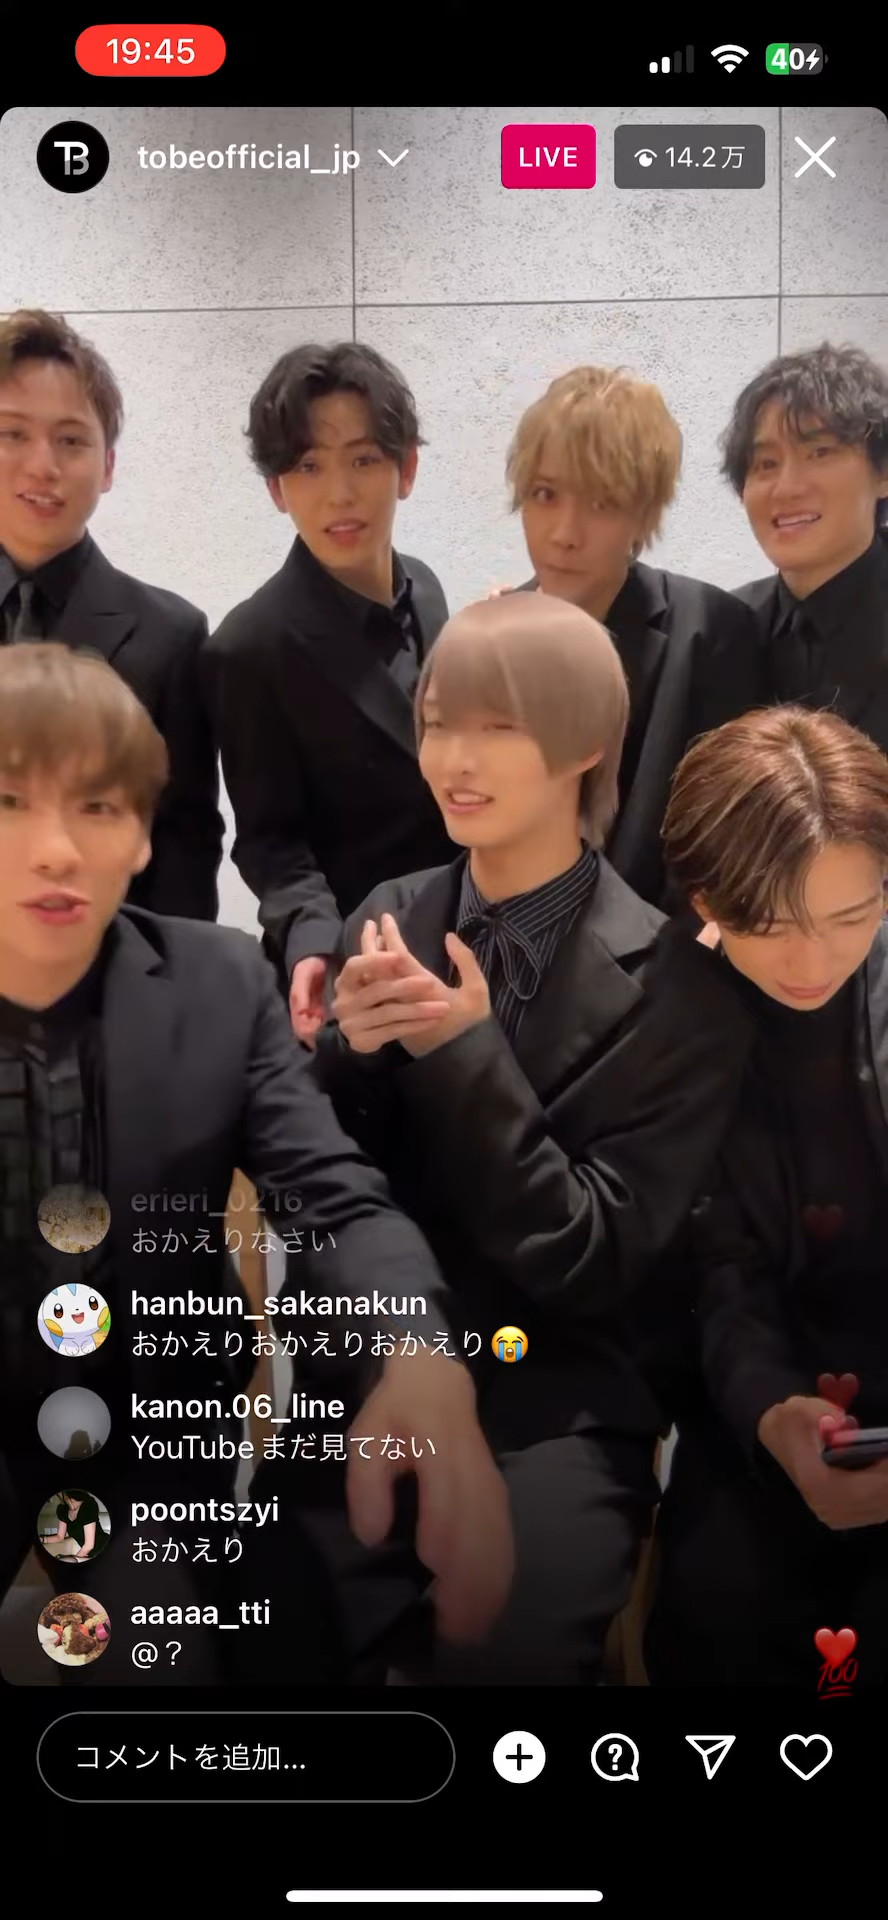 19:45
40
TB
tobeofficial_jp
LIVE
14.2万
erieri_0216
おかえりなさい
hanbun_sakanakun
おかえりおかえりおかえり😭
kanon.06_line
YouTubeまだ見てない
poontszyi
おかえり
aaaaa_tti
@？
100
コメントを追加...